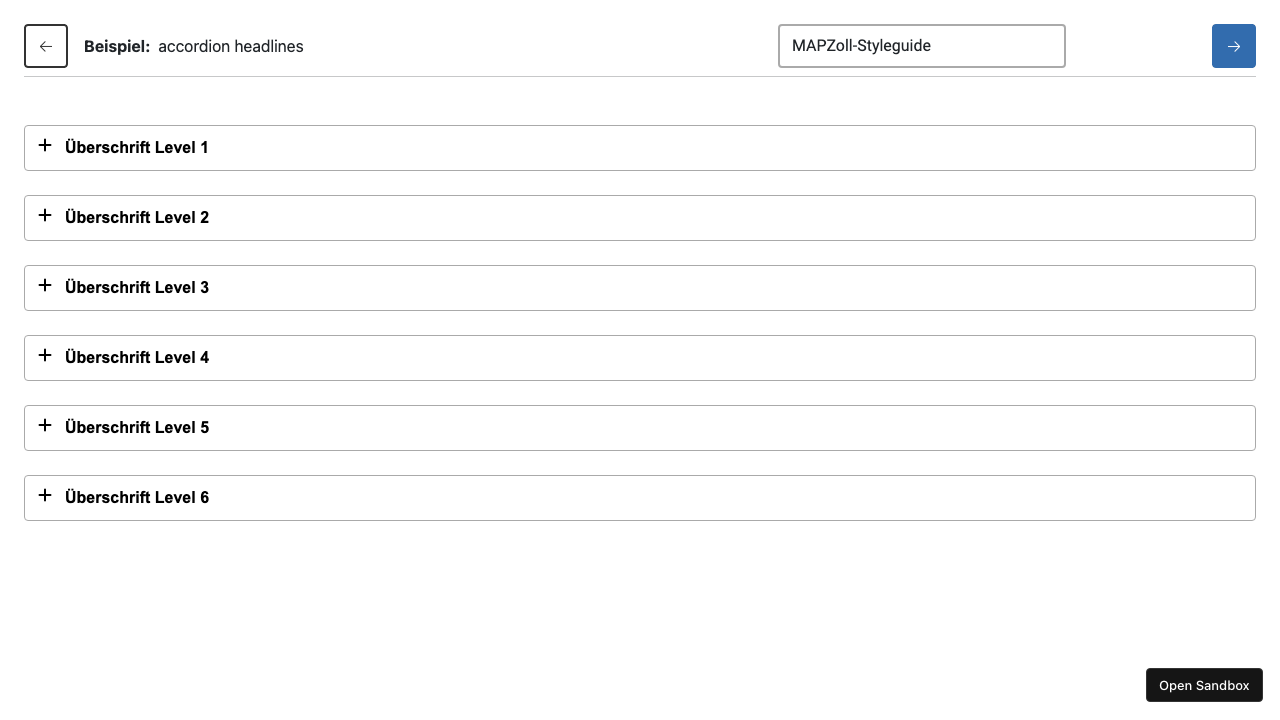 Beispiel: accordion headlines
MAPZoll-Styleguide
Überschrift Level 1
Überschrift Level 2
Überschrift Level 3
Überschrift Level 4
Überschrift Level 5
Überschrift Level 6
Open Sandbox